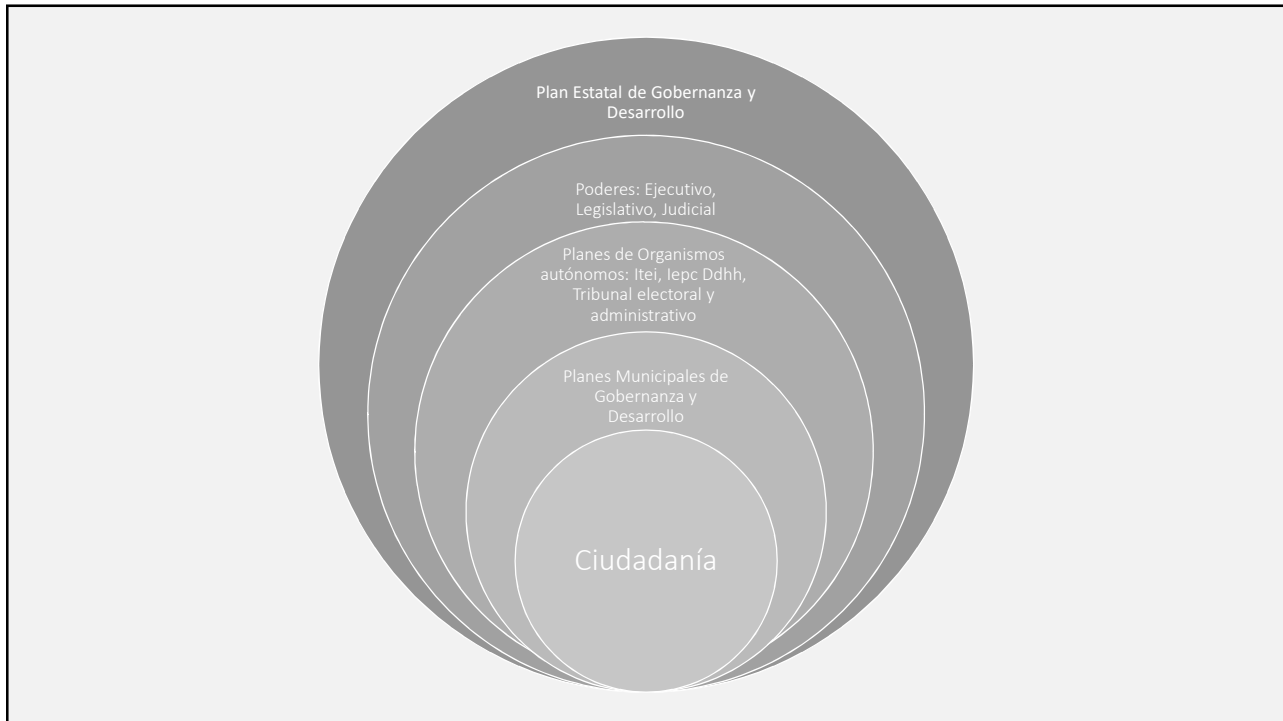 Plan Estatal de Gobernanza y
Desarrollo
Poderes: Ejecutivo,
Legislativo, Judicial
Planes de Organismos
autónomos: Itei, Iepc Ddhh,
Tribunal electoral y
administrativo
Planes Municipales de
Gobernanza y
Desarrollo
Ciudadanía